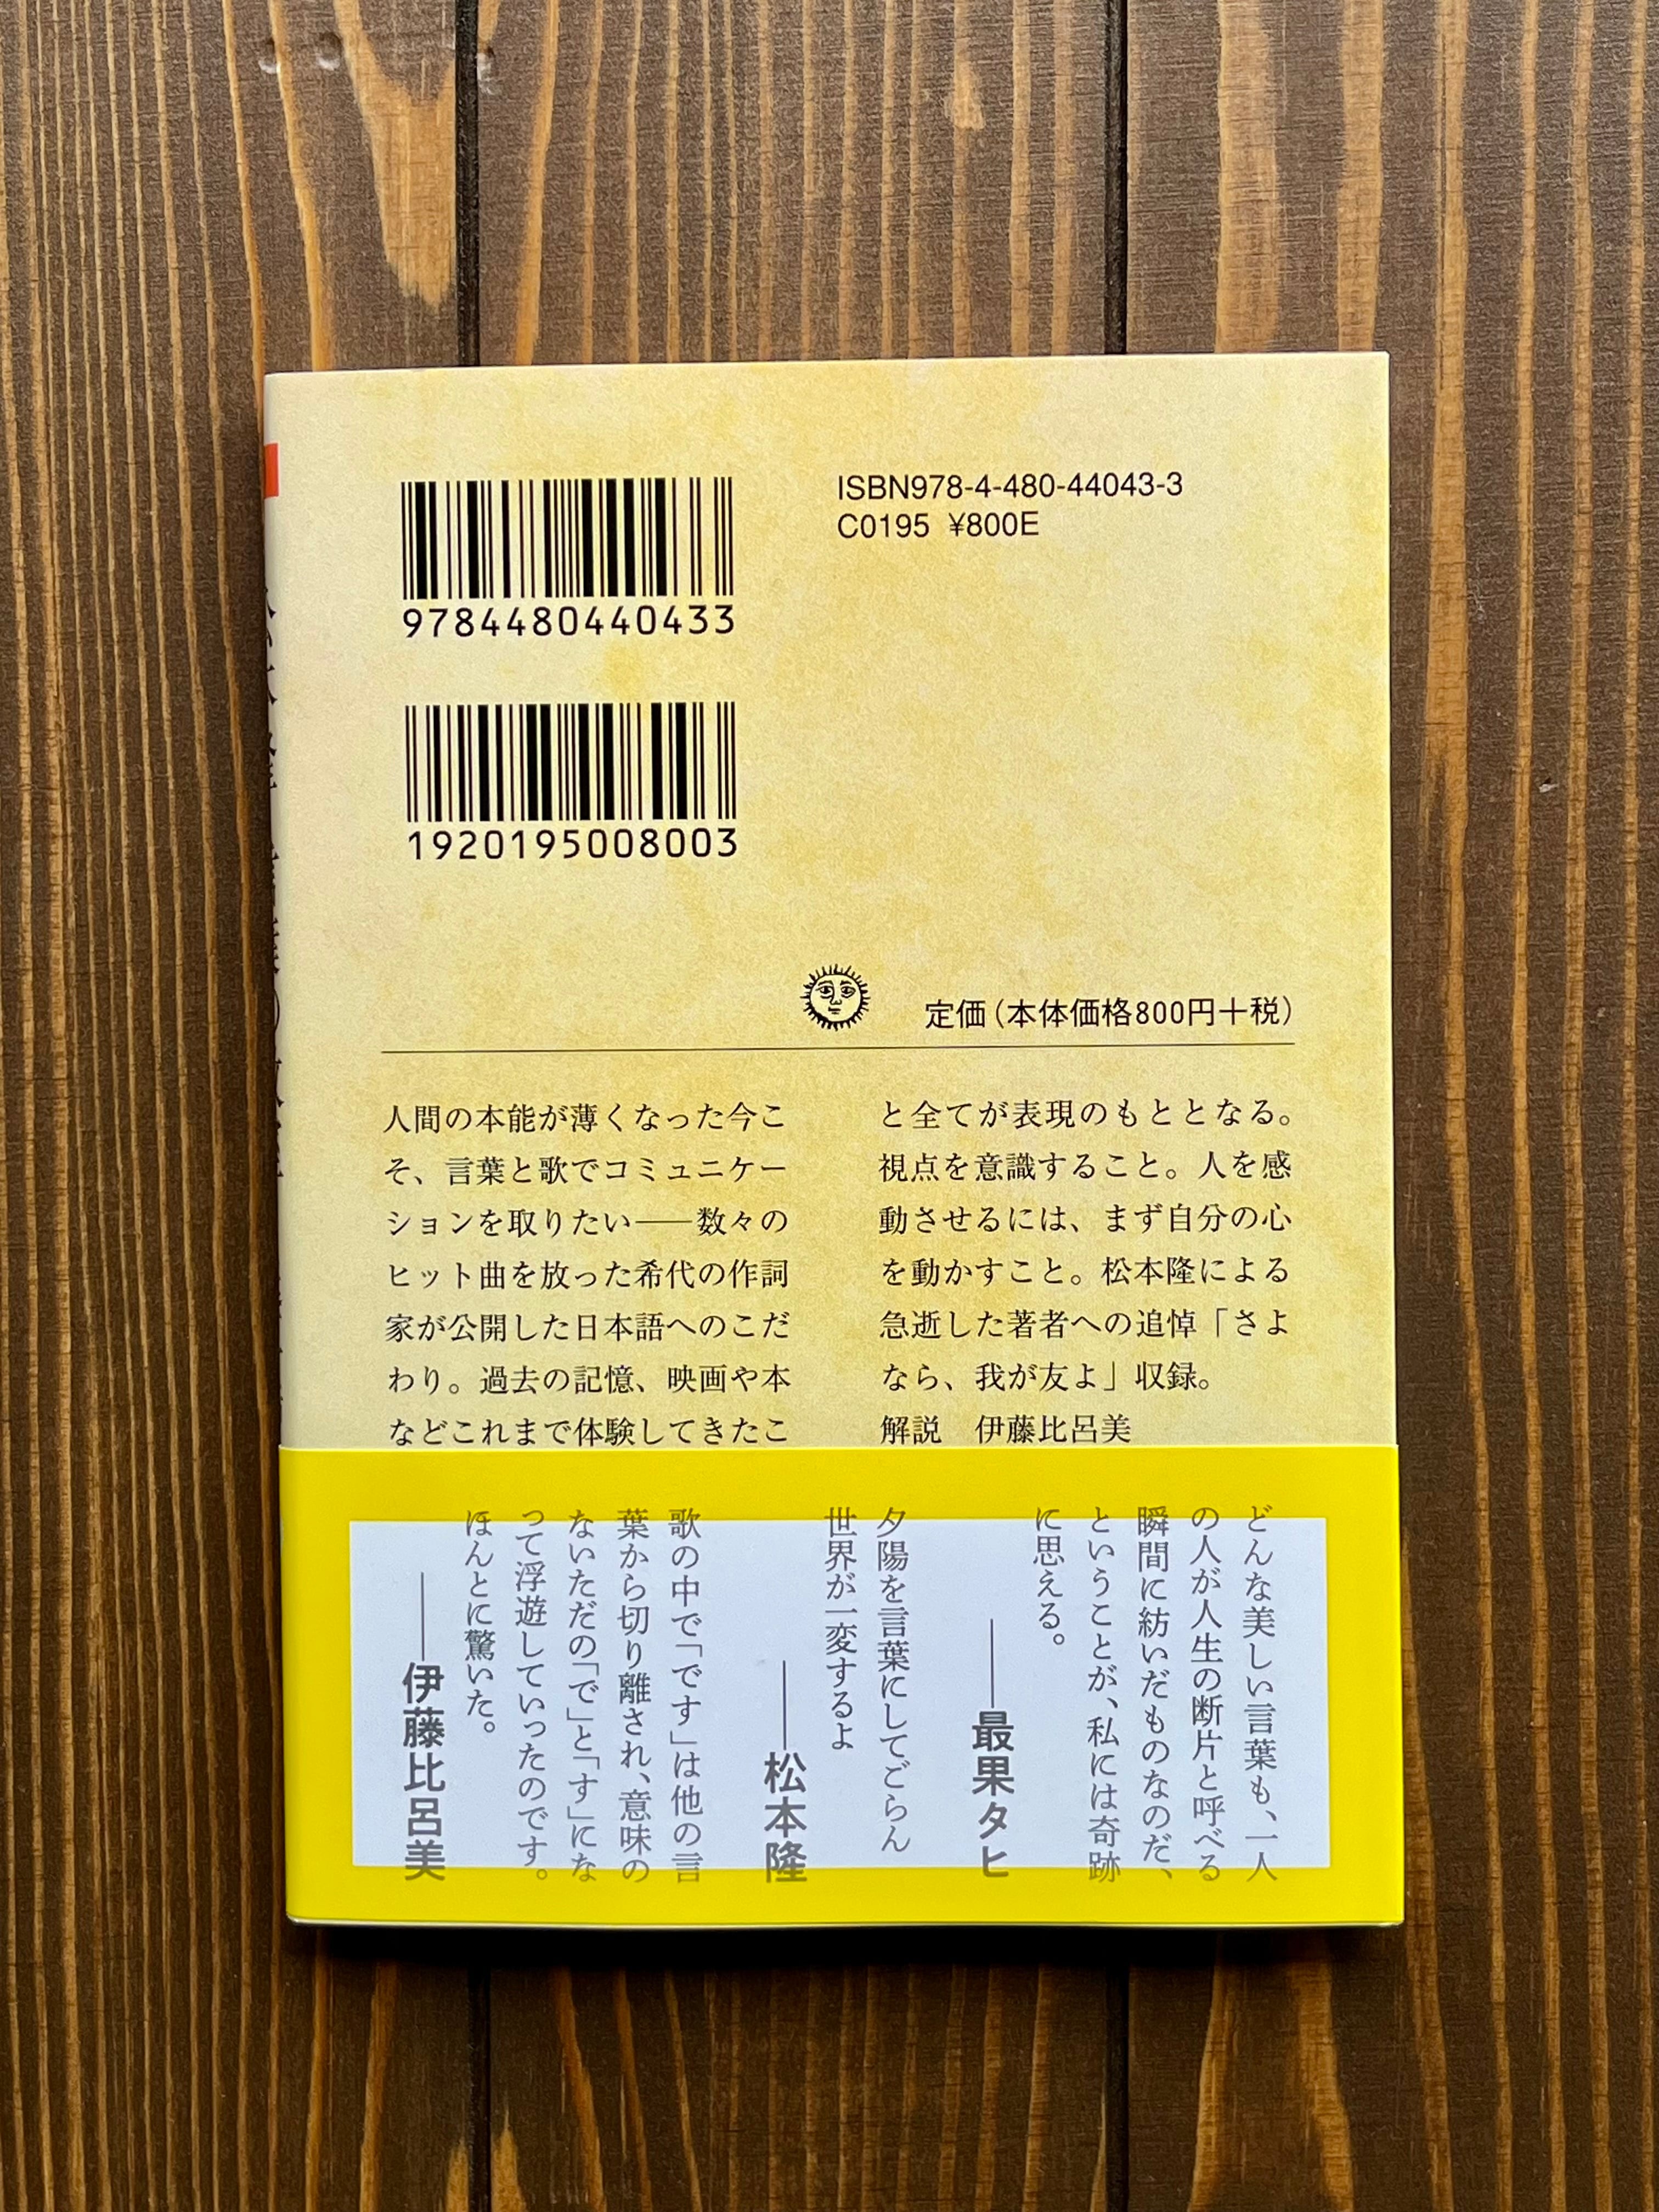 9784480440433
ISBN978-4-480-44043-3
C0195 ¥800E
1920195008003
定価(本体価格800円+税)
人間の本能が薄くなった今こ
そ、言葉と歌でコミュニケー
ションを取りたい――数々の
ヒット曲を放った希代の作詞
家が公開した日本語へのこだ
わり。過去の記憶、映画や本
などこれまで体験してきたこ
と全てが表現のもととなる。
視点を意識すること。人を感
動させるには、まず自分の心
を動かすこと。松本隆による
急逝した著者への追悼「さよ
なら、我が友よ」収録。
解説　伊藤比呂美
どんな美しい言葉も、一人
の人が人生の断片と呼べる
瞬間に紡いだものなのだ、
ということが、私には奇跡
に思える。
――最果タヒ
夕陽を言葉にしてごらん
世界が一変するよ
――松本隆
歌の中で「です」は他の言
葉から切り離され、意味の
ないただの「で」と「す」にな
って浮遊していったのです。
ほんとに驚いた。
――伊藤比呂美